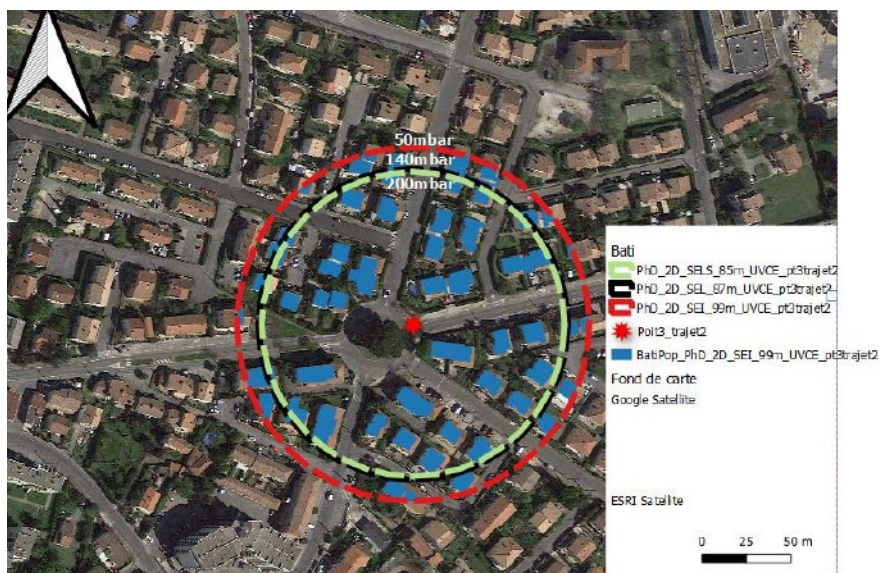 50mbar
140mbar
200mbar
Bati
PhD_2D_SELS_85m_UVCE_pt3trajet2
PhD_2D_SEL_87m_UVCE_pt3trajet2
PhD_2D_SEI_99m_UVCE_pt3trajet2
Poit3_trajet2
BatiPop_PhD_2D_SEI_99m_UVCE_pt3trajet2
Fond de carte
Google Satellite
ESRI Satellite
0 25 50 m